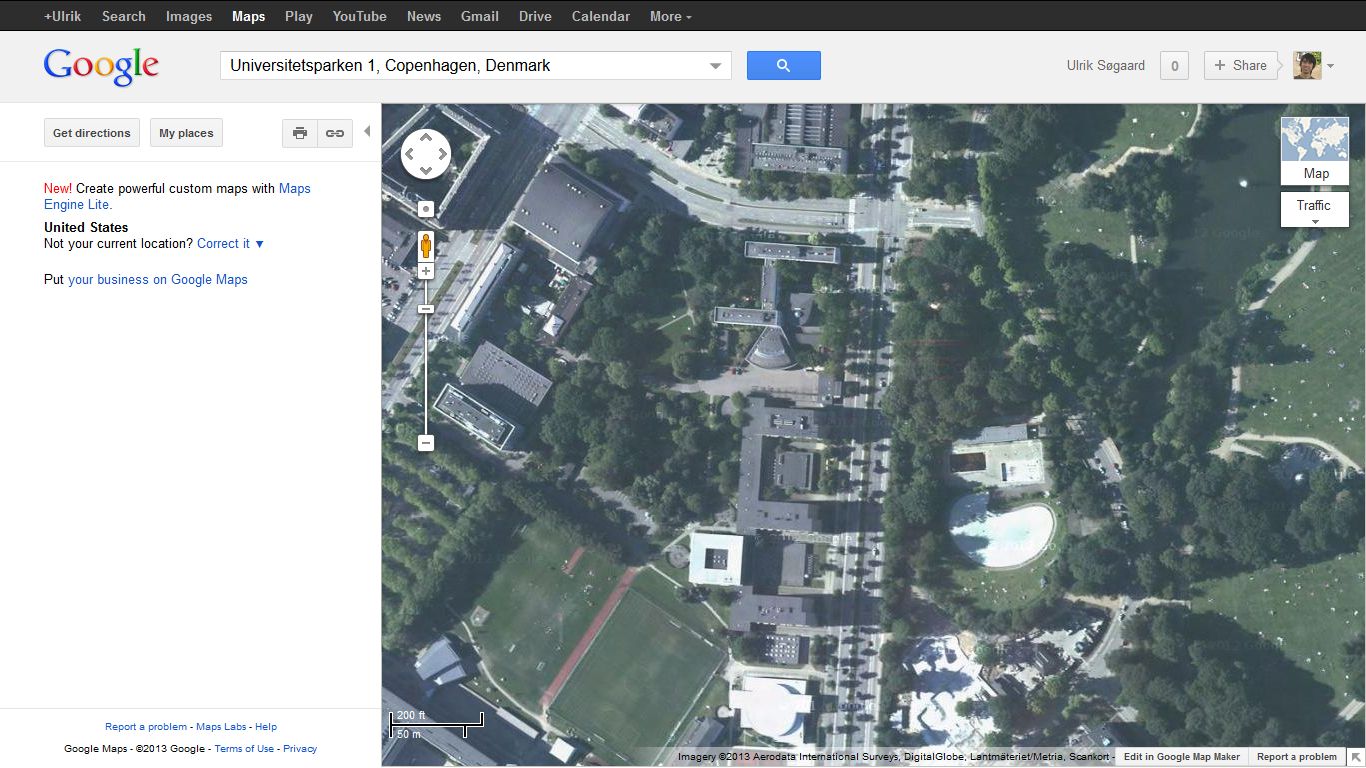 +Ulrik Search Images Maps Play YouTube News Gmail Drive Calendar More
Google
Universitetsparken 1, Copenhagen, Denmark
Ulrik Søgaard 0 + Share
Get directions My places
New! Create powerful custom maps with Maps
Engine Lite.
United States
Not your current location? Correct it ▼
Put your business on Google Maps
Map
Traffic
200 ft
50 m
Report a problem - Maps Labs - Help
Google Maps - ©2013 Google - Terms of Use - Privacy
Imagery ©2013 Aerodata International Surveys, DigitalGlobe, Lantmäteriet/Metria, Scankort - Edit in Google Map Maker Report a problem